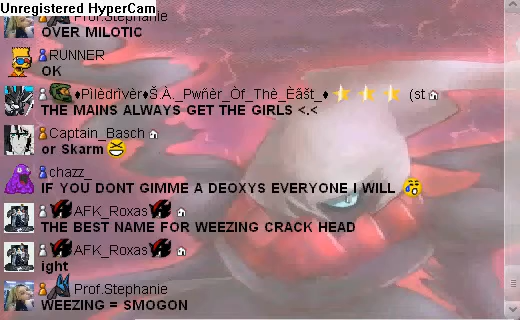 Unregistered HyperCam
Prof.Stephanie
OVER MILOTIC
RUNNER
OK
♦Pìlèdrìvèr♦Š.À._Pwñèr_Òf_Thè_Èãšt_♦ (st
THE MAINS ALWAYS GET THE GIRLS <.<
Captain_Basch
or Skarm
chazz_
IF YOU DONT GIMME A DEOXYS EVERYONE I WILL
AFK_Roxas
THE BEST NAME FOR WEEZING CRACK HEAD
AFK_Roxas
ight
Prof.Stephanie
WEEZING = SMOGON